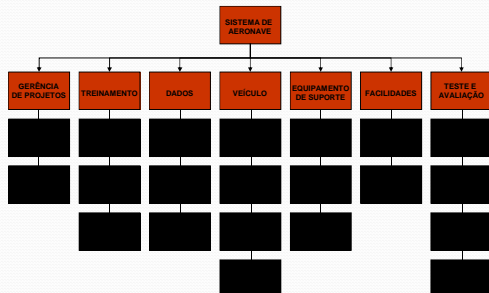 SISTEMA DE
AERONAVE
GERÊNCIA
DE PROJETOS
TREINAMENTO
DADOS
VEÍCULO
EQUIPAMENTO
DE SUPORTE
FACILIDADES
TESTE E
AVALIAÇÃO